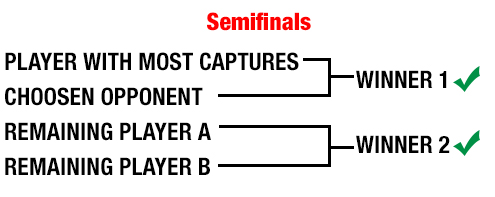 Semifinals
PLAYER WITH MOST CAPTURES
WINNER 1
CHOOSEN OPPONENT
REMAINING PLAYER A
WINNER 2
REMAINING PLAYER B